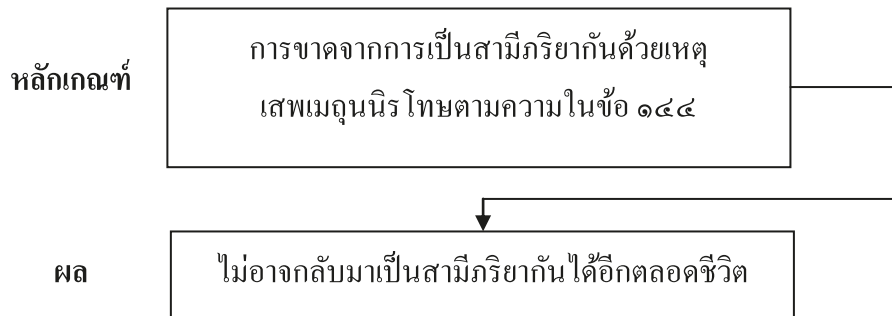 หลักเกณฑ์
การขาดจากการเป็นสามีภริยากันด้วยเหตุ
เสพเมถุนนิรโทษตามความในข้อ ๑๔๔
ผล
ไม่อาจกลับมาเป็นสามีภริยากันได้อีกตลอดชีวิต